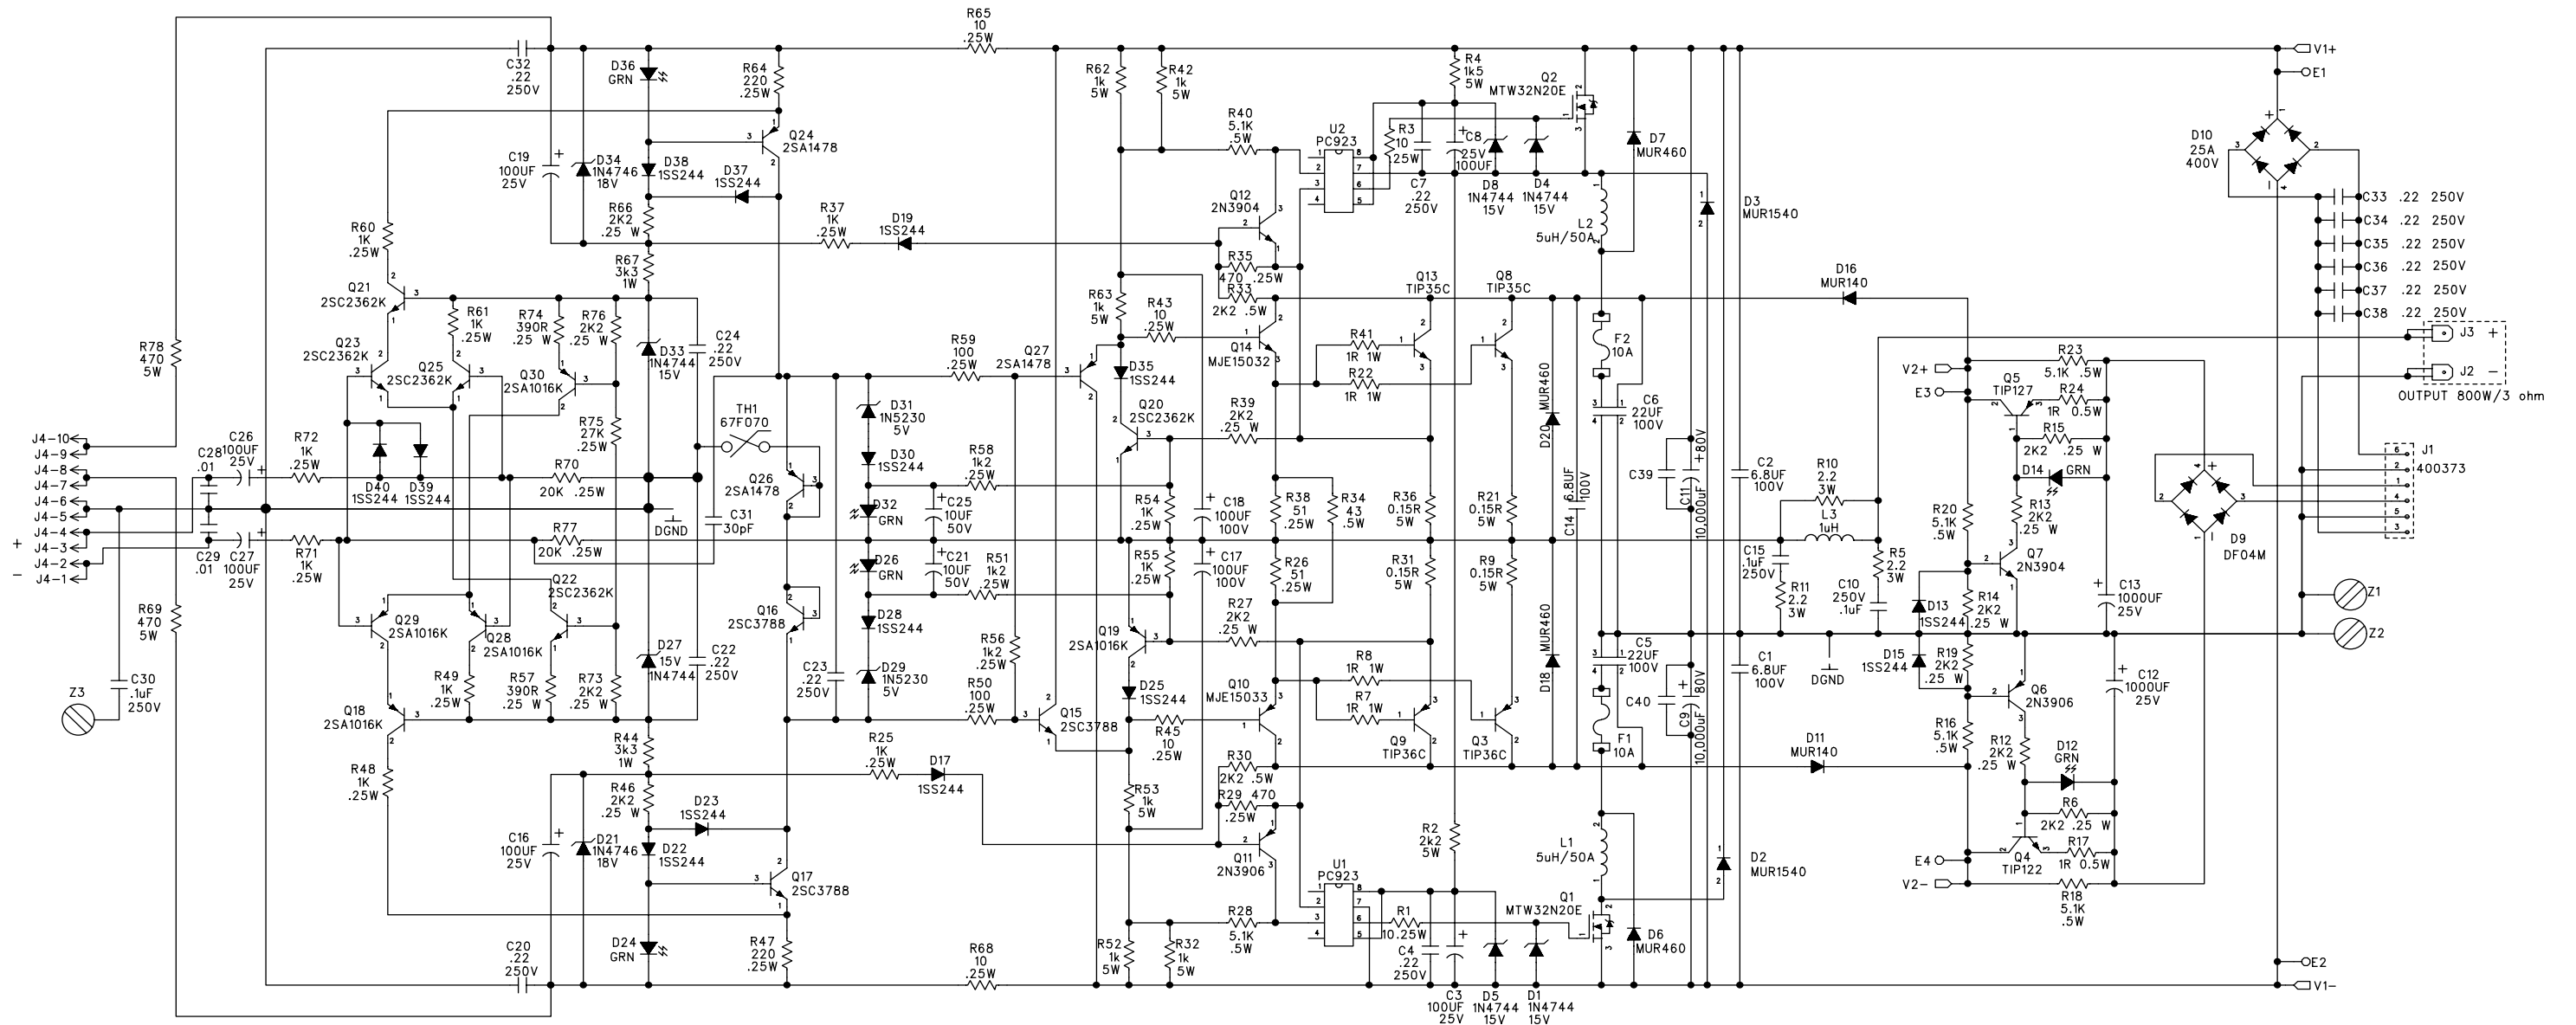 R65
10
.25W
C32
.22
250V
D36
GRN
R64
220
.25W
R62
1k
5W
R42
1k
5W
R4
1k5
5W
Q2
MTW32N20E
V1+
E1
Q24
2SA1478
R40
5.1K
.5W
U2
PC923
R3
10
.25W
C8
25V
100UF
D7
MUR460
D10
25A
400V
C19
100UF
25V
D34
1N4746
18V
D38
1SS244
D37
1SS244
C7
.22
250V
D8
1N4744
15V
D4
1N4744
15V
D3
MUR1540
Q12
2N3904
R66
2K2
.25 W
R37
1K
.25W
D19
1SS244
L2
5uH/50A
C33 .22 250V
C34 .22 250V
C35 .22 250V
C36 .22 250V
C37 .22 250V
C38 .22 250V
R60
1K
.25W
R67
3k3
1W
R35
470 .25W
R33
2K2 .5W
Q13
TIP35C
Q8
TIP35C
D16
MUR140
Q21
2SC2362K
R61
1K
.25W
R74
390R
.25 W
R76
2K2
.25W
R63
1k
5W
R43
10
.25W
J3 +
J2 -
OUTPUT 800W/3 ohm
R78
470
5W
Q23
2SC2362K
Q25
2SC2362K
Q30
2SA1016K
D33
1N4744
15V
C24
.22
250V
R59
100
.25W
Q27
2SA1478
D35
1SS244
Q14
MJE15032
R41
1R 1W
R22
1R 1W
F2
10A
V2+
E3
R23
5.1K .5W
Q5
TIP127
R24
1R 0.5W
R15
2K2 .25 W
TH1
67F070
D31
1N5230
5V
Q20
2SC2362K
R39
2K2
.25 W
D20
MUR460
C6
22UF
100V
R75
27K
.25W
J4-10
J4-9
J4-8
J4-7
J4-6
J4-5
J4-4
J4-3
J4-2
J4-1
+
-
C28
.01
C26
100UF
25V
R72
1K
.25W
D40
1SS244
D39
1SS244
R70
20K .25W
Q26
2SA1478
D30
1SS244
R58
1k2
.25W
C39
C11
10,000uF
+80V
C2
6.8UF
100V
R10
2.2
3W
D14 GRN
J1
400373
DGND
C31
30pF
D32
GRN
C25
10UF
50V
R54
1K
.25W
C18
100UF
100V
R38
51
.25W
R34
43
.5W
R36
0.15R
5W
R21
0.15R
5W
C14
6.8UF
100V
L3
1uH
R20
5.1K
.5W
R13
2K2
.25 W
C29
.01
C27
100UF
25V
R71
1K
.25W
R77
20K .25W
D26
GRN
C21
10UF
50V
R51
1k2
.25W
R55
1K
.25W
C17
100UF
100V
R26
51
.25W
R31
0.15R
5W
R9
0.15R
5W
C15
.1uF
250V
R11
2.2
3W
R5
2.2
3W
C10
250V
.1uF
Q7
2N3904
D9
DF04M
Q22
2SC2362K
Q29
2SA1016K
Q28
2SA1016K
R69
470
5W
Q16
2SC3788
D28
1SS244
R27
2K2
.25 W
D13
1SS244
R14
2K2
.25 W
C13
1000UF
25V
Z1
Z2
Q19
2SA1016K
R56
1k2
.25W
D27
15V
1N4744
C22
.22
250V
C23
.22
250V
D29
1N5230
5V
R8
1R 1W
R7
1R 1W
D18
MUR460
C5
22UF
100V
C40
C9
10,000uF
+80V
C1
6.8UF
100V
DGND
D15
1SS244
R19
2K2
.25 W
C12
1000UF
25V
Z3
C30
.1uF
250V
R49
1K
.25W
R57
390R
.25 W
R73
2K2
.25W
R50
100
.25W
D25
1SS244
Q10
MJE15033
Q18
2SA1016K
Q15
2SC3788
R45
10
.25W
Q9
TIP36C
Q3
TIP36C
F1
10A
D11
MUR140
Q6
2N3906
R16
5.1K
.5W
R12
2K2
.25 W
D12
GRN
R44
3k3
1W
R25
1K
.25W
D17
1SS244
R30
2K2 .5W
R29 470
.25W
R48
1K
.25W
R46
2K2
.25 W
D23
1SS244
R53
1k
5W
R2
2k2
5W
L1
5uH/50A
R6
2K2 .25 W
C16
100UF
25V
D21
1N4746
18V
D22
1SS244
Q11
2N3906
U1
PC923
D2
MUR1540
E4
V2-
Q4
TIP122
R17
1R 0.5W
R18
5.1K
.5W
Q17
2SC3788
Q1
MTW32N20E
R28
5.1K
.5W
R1
10.25W
C20
.22
250V
D24
GRN
R47
220
.25W
R68
10
.25W
R52
1k
5W
R32
1k
5W
C4
.22
250V
D6
MUR460
E2
V1-
C3
100UF
25V
D5
1N4744
15V
D1
1N4744
15V